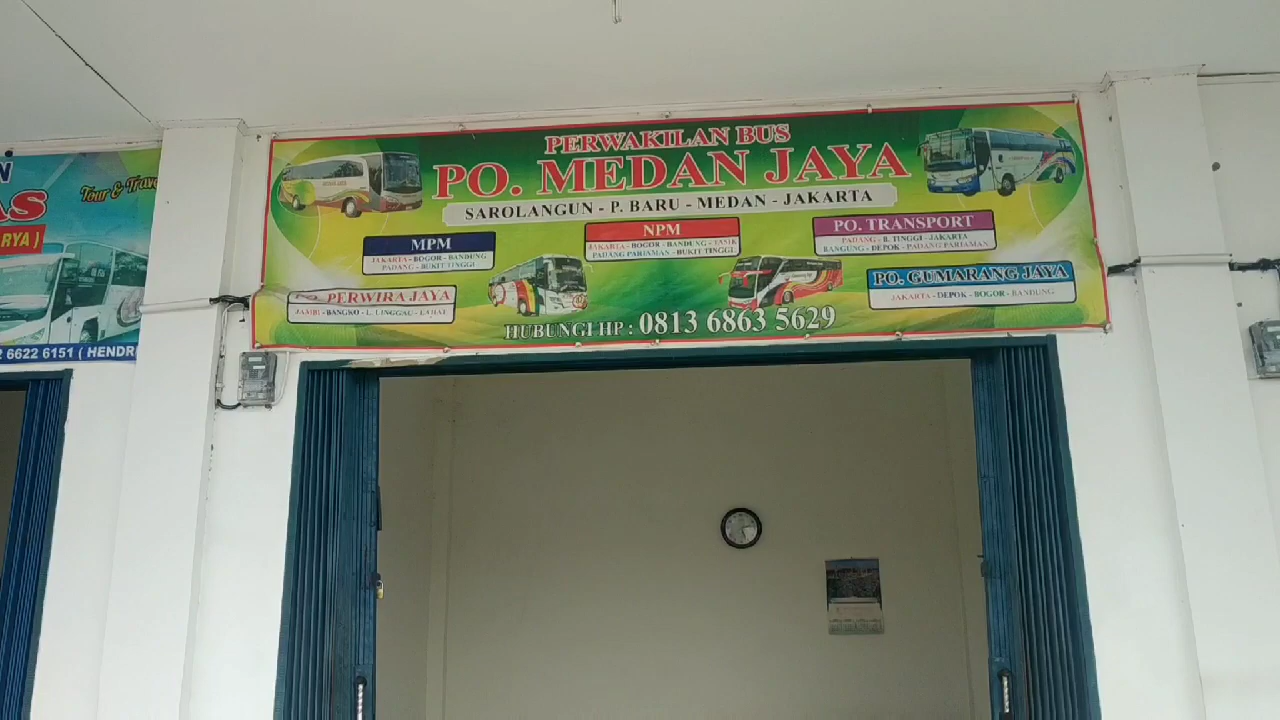 N
Tour & Trave
AS
RYA )
2 6622 6151 ( HENDR
PERWAKILAN BUS
PO. MEDAN JAYA
SAROLANGUN - P. BARU - MEDAN - JAKARTA
MPM
JAKARTA - BOGOR - BANDUNG
PADANG - BUKIT TINGGI
NPM
JAKARTA - BOGOR - BANDUNG - TASIK
PADANG PARIAMAN - BUKIT TINGGI
PO. TRANSPORT
PADANG - B. TINGGI - JAKARTA
BANGUNG - DEPOK - PADANG PARIAMAN
PO. PERWIRA JAYA
JAMBI - BANGKO - L. LINGGAU - LAHAT
PO. GUMARANG JAYA
JAKARTA - DEPOK - BOGOR - BANDUNG
HUBUNGI HP : 0813 6863 5629